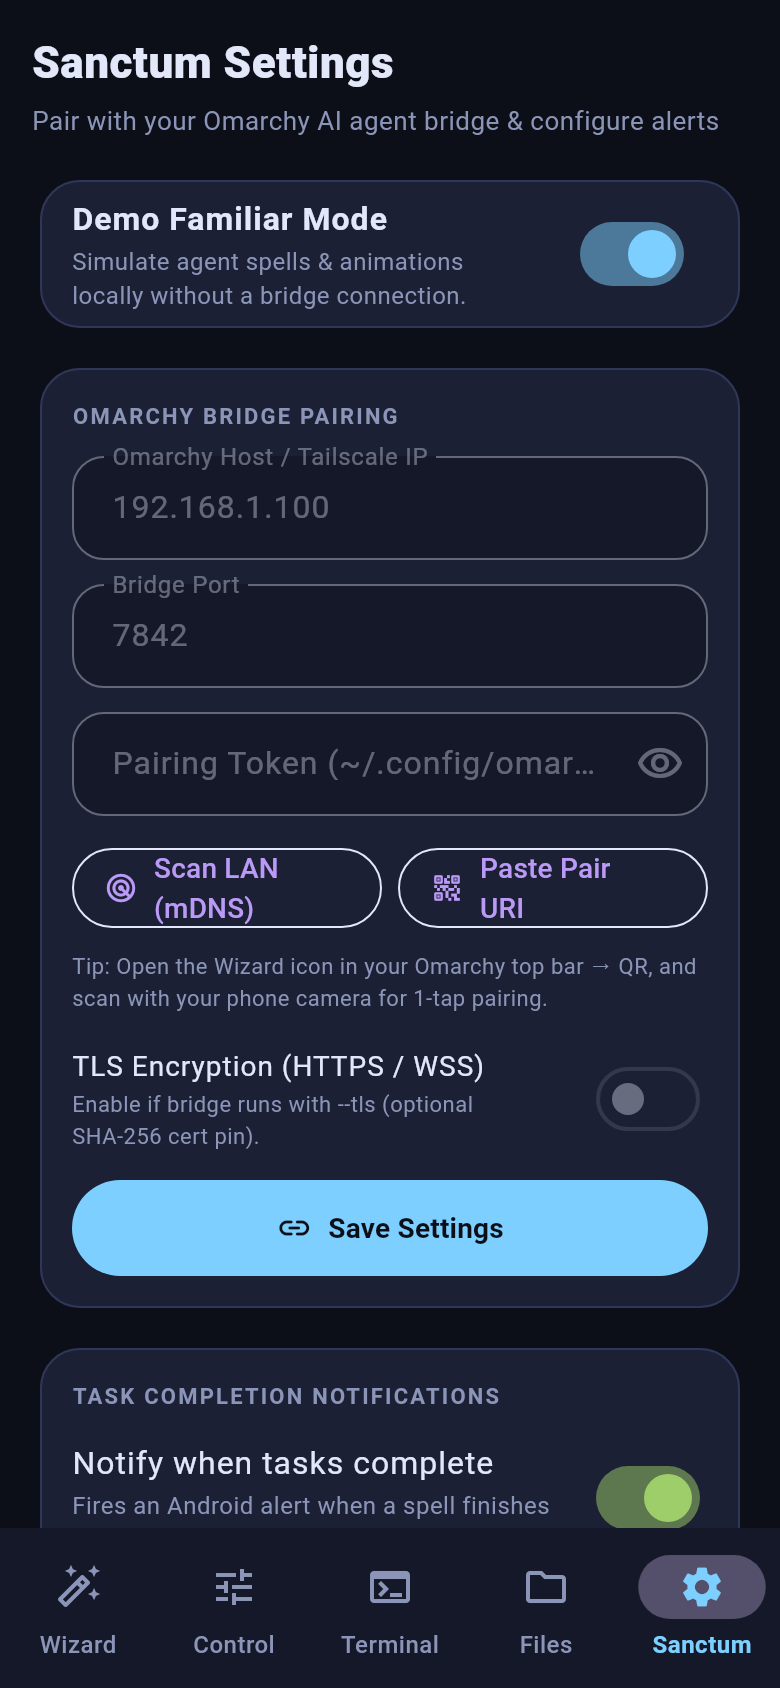 Sanctum Settings
Pair with your Omarchy AI agent bridge & configure alerts
Demo Familiar Mode
Simulate agent spells & animations
locally without a bridge connection.
OMARCHY BRIDGE PAIRING
Omarchy Host / Tailscale IP
192.168.1.100
Bridge Port
7842
Pairing Token (~/.config/omar…
Scan LAN
(mDNS)
Paste Pair
URI
Tip: Open the Wizard icon in your Omarchy top bar → QR, and
scan with your phone camera for 1-tap pairing.
TLS Encryption (HTTPS / WSS)
Enable if bridge runs with --tls (optional
SHA-256 cert pin).
Save Settings
TASK COMPLETION NOTIFICATIONS
Notify when tasks complete
Fires an Android alert when a spell finishes
Wizard
Control
Terminal
Files
Sanctum